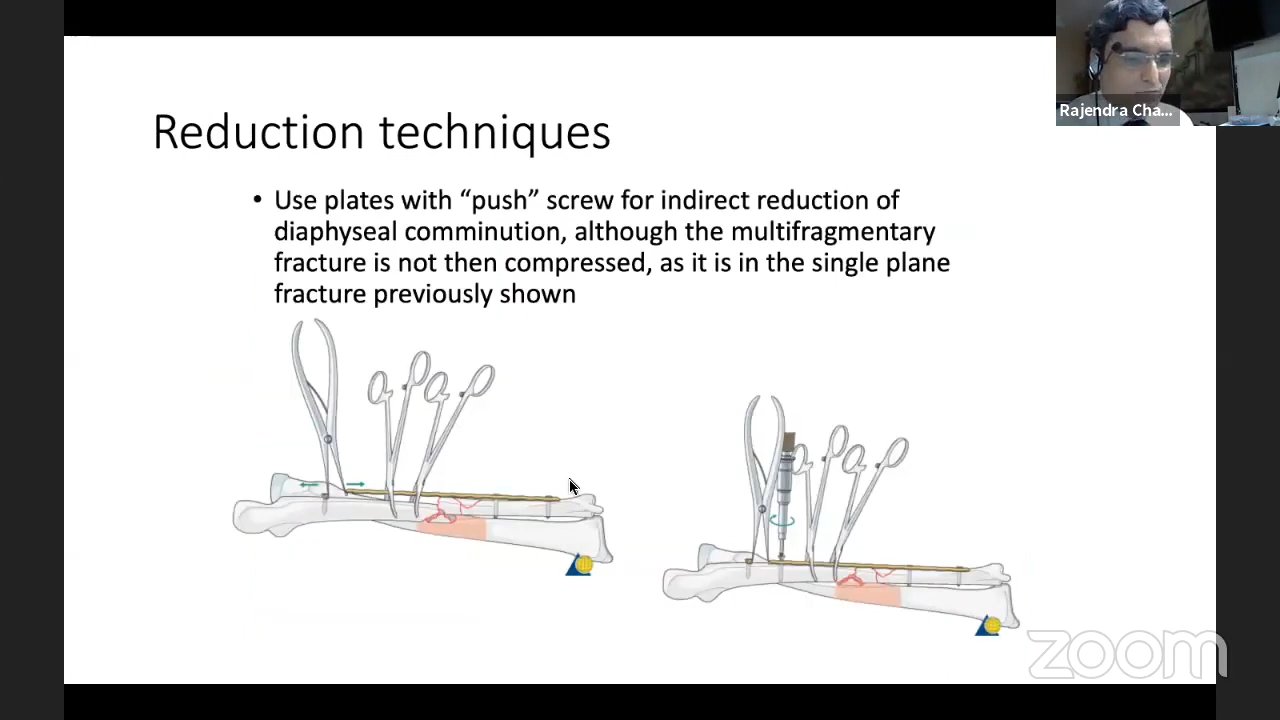 Rajendra Cha...
Reduction techniques
• Use plates with “push” screw for indirect reduction of
diaphyseal comminution, although the multifragmentary
fracture is not then compressed, as it is in the single plane
fracture previously shown
zoom